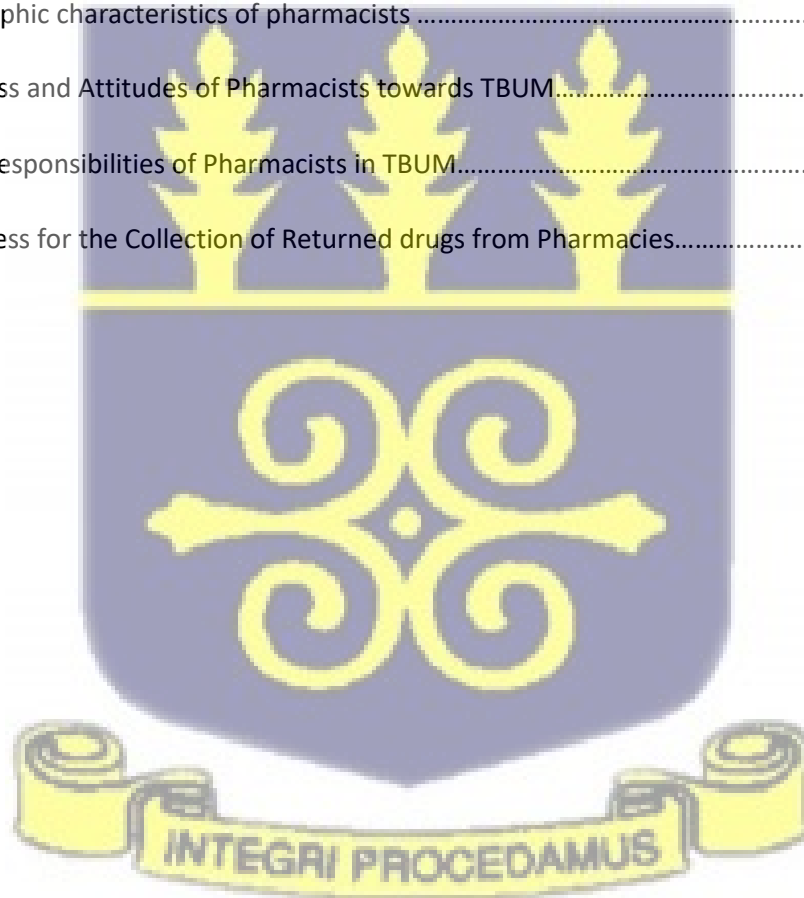 phic characteristics of pharmacists ……………………………………………………
ss and Attitudes of Pharmacists towards TBUM……………………………………
esponsibilities of Pharmacists in TBUM………………………………………………
ess for the Collection of Returned drugs from Pharmacies………………
INTEGRI PROCEDAMUS